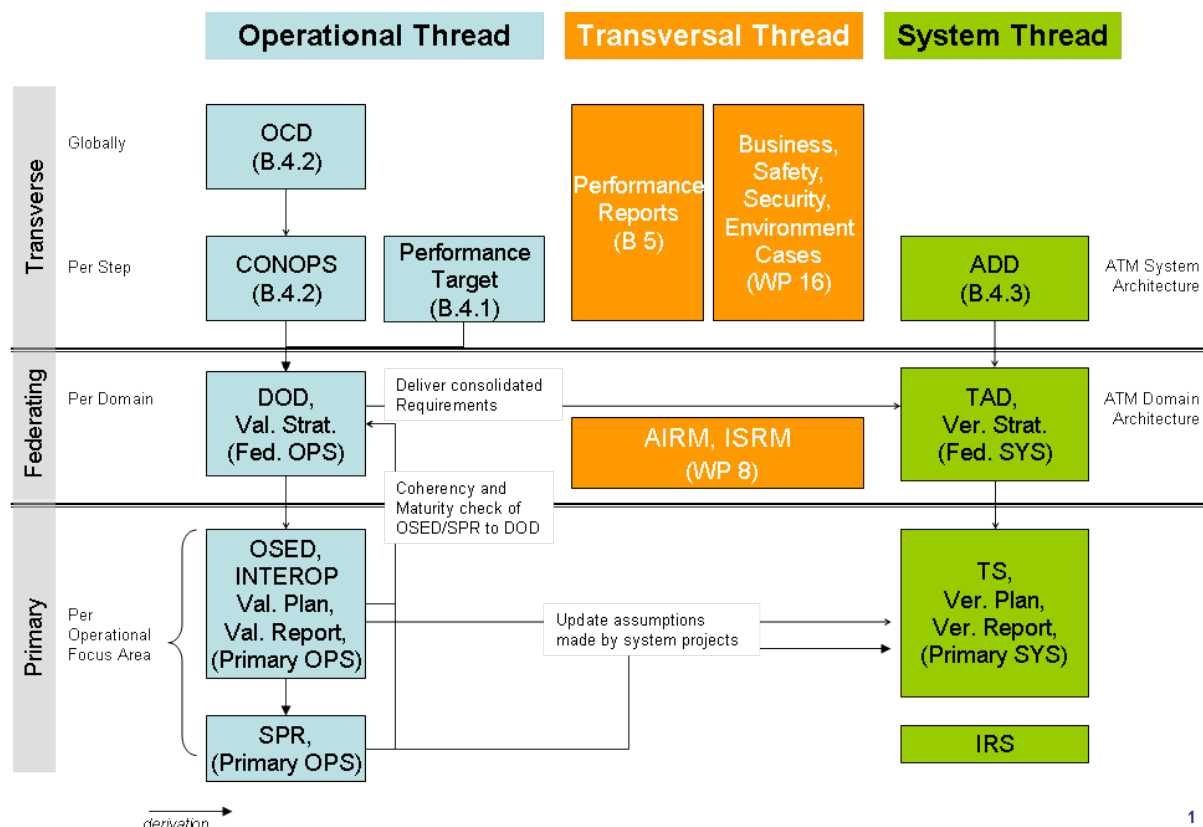 Operational Thread
Transversal Thread
System Thread
Transverse
Globally
OCD
(B.4.2)
Performance
Reports
(B 5)
Business,
Safety,
Security,
Environment
Cases
(WP 16)
Per Step
CONOPS
(B.4.2)
Performance
Target
(B.4.1)
ADD
(B.4.3)
ATM System
Architecture
Federating
Per Domain
DOD,
Val. Strat.
(Fed. OPS)
Deliver consolidated
Requirements
TAD,
Ver. Strat.
(Fed. SYS)
ATM Domain
Architecture
AIRM, ISRM
(WP 8)
Coherency and
Maturity check of
OSED/SPR to DOD
Primary
Per
Operational
Focus Area
OSED,
INTEROP
Val. Plan,
Val. Report,
(Primary OPS)
Update assumptions
made by system projects
TS,
Ver. Plan,
Ver. Report,
(Primary SYS)
SPR,
(Primary OPS)
IRS
derivation
1